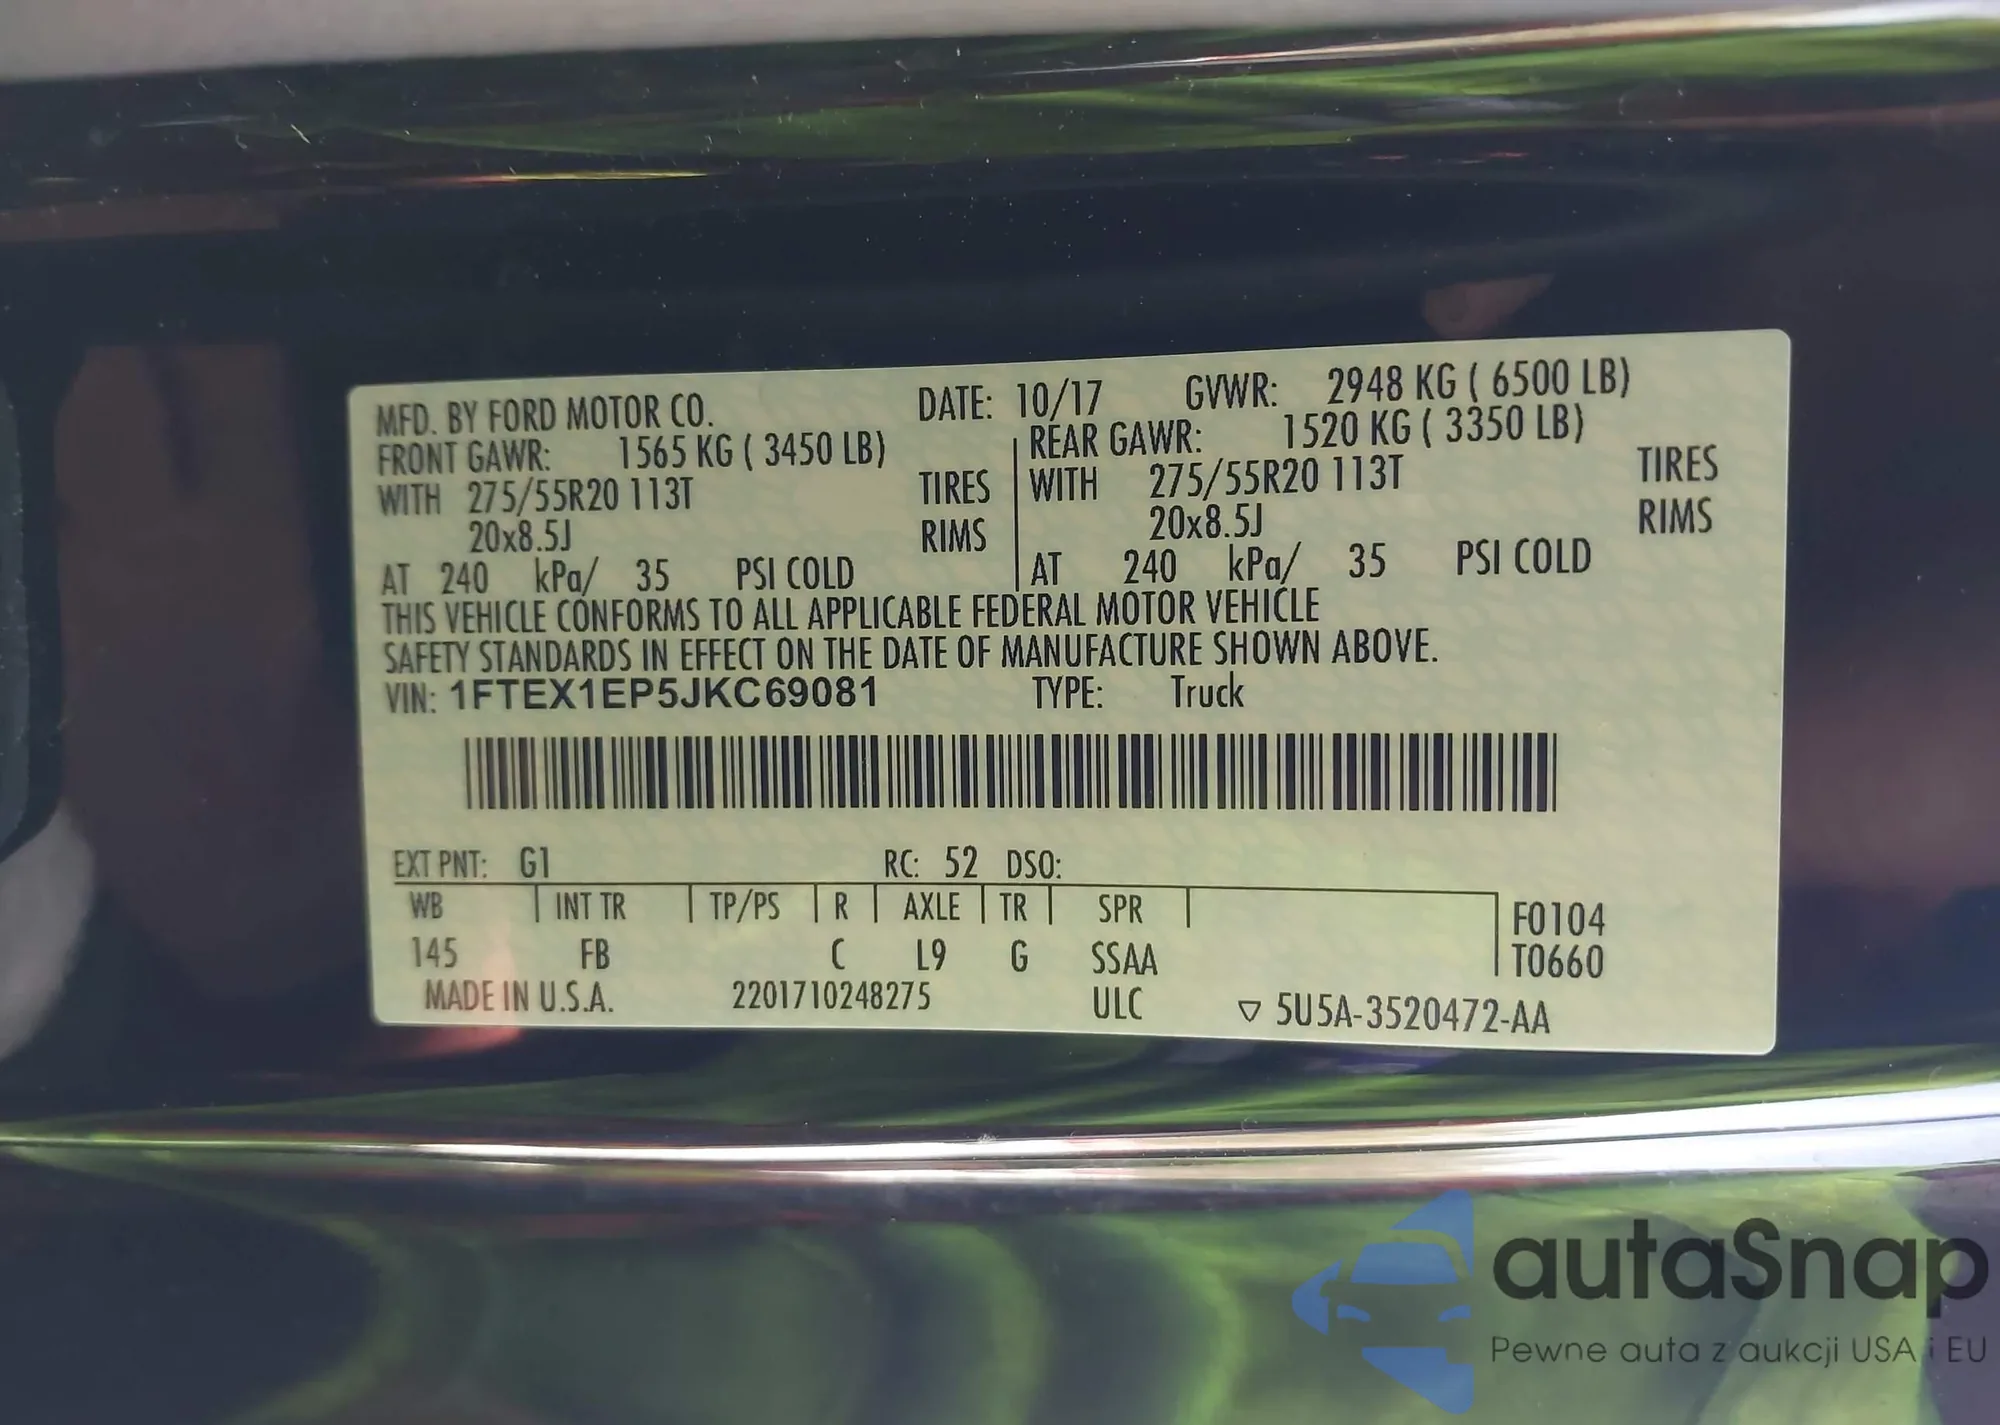 MFD. BY FORD MOTOR CO. DATE: 10/17 GVWR: 2948 KG ( 6500 LB)
FRONT GAWR: 1565 KG ( 3450 LB) REAR GAWR: 1520 KG ( 3350 LB)
WITH 275/55R20 113T TIRES WITH 275/55R20 113T TIRES
20x8.5J RIMS 20x8.5J RIMS
AT 240 kPa/ 35 PSI COLD AT 240 kPa/ 35 PSI COLD
THIS VEHICLE CONFORMS TO ALL APPLICABLE FEDERAL MOTOR VEHICLE
SAFETY STANDARDS IN EFFECT ON THE DATE OF MANUFACTURE SHOWN ABOVE.
VIN: 1FTEX1EP5JKC69081 TYPE: Truck
EXT PNT: G1 RC: 52 DSO:
WB INT TR TP/PS R AXLE TR SPR F0104
145 FB C L9 G SSAA T0660
MADE IN U.S.A. 2201710248275 ULC ▽ 5U5A-3520472-AA
autaSnap
Pewne auta z aukcji USA i EU